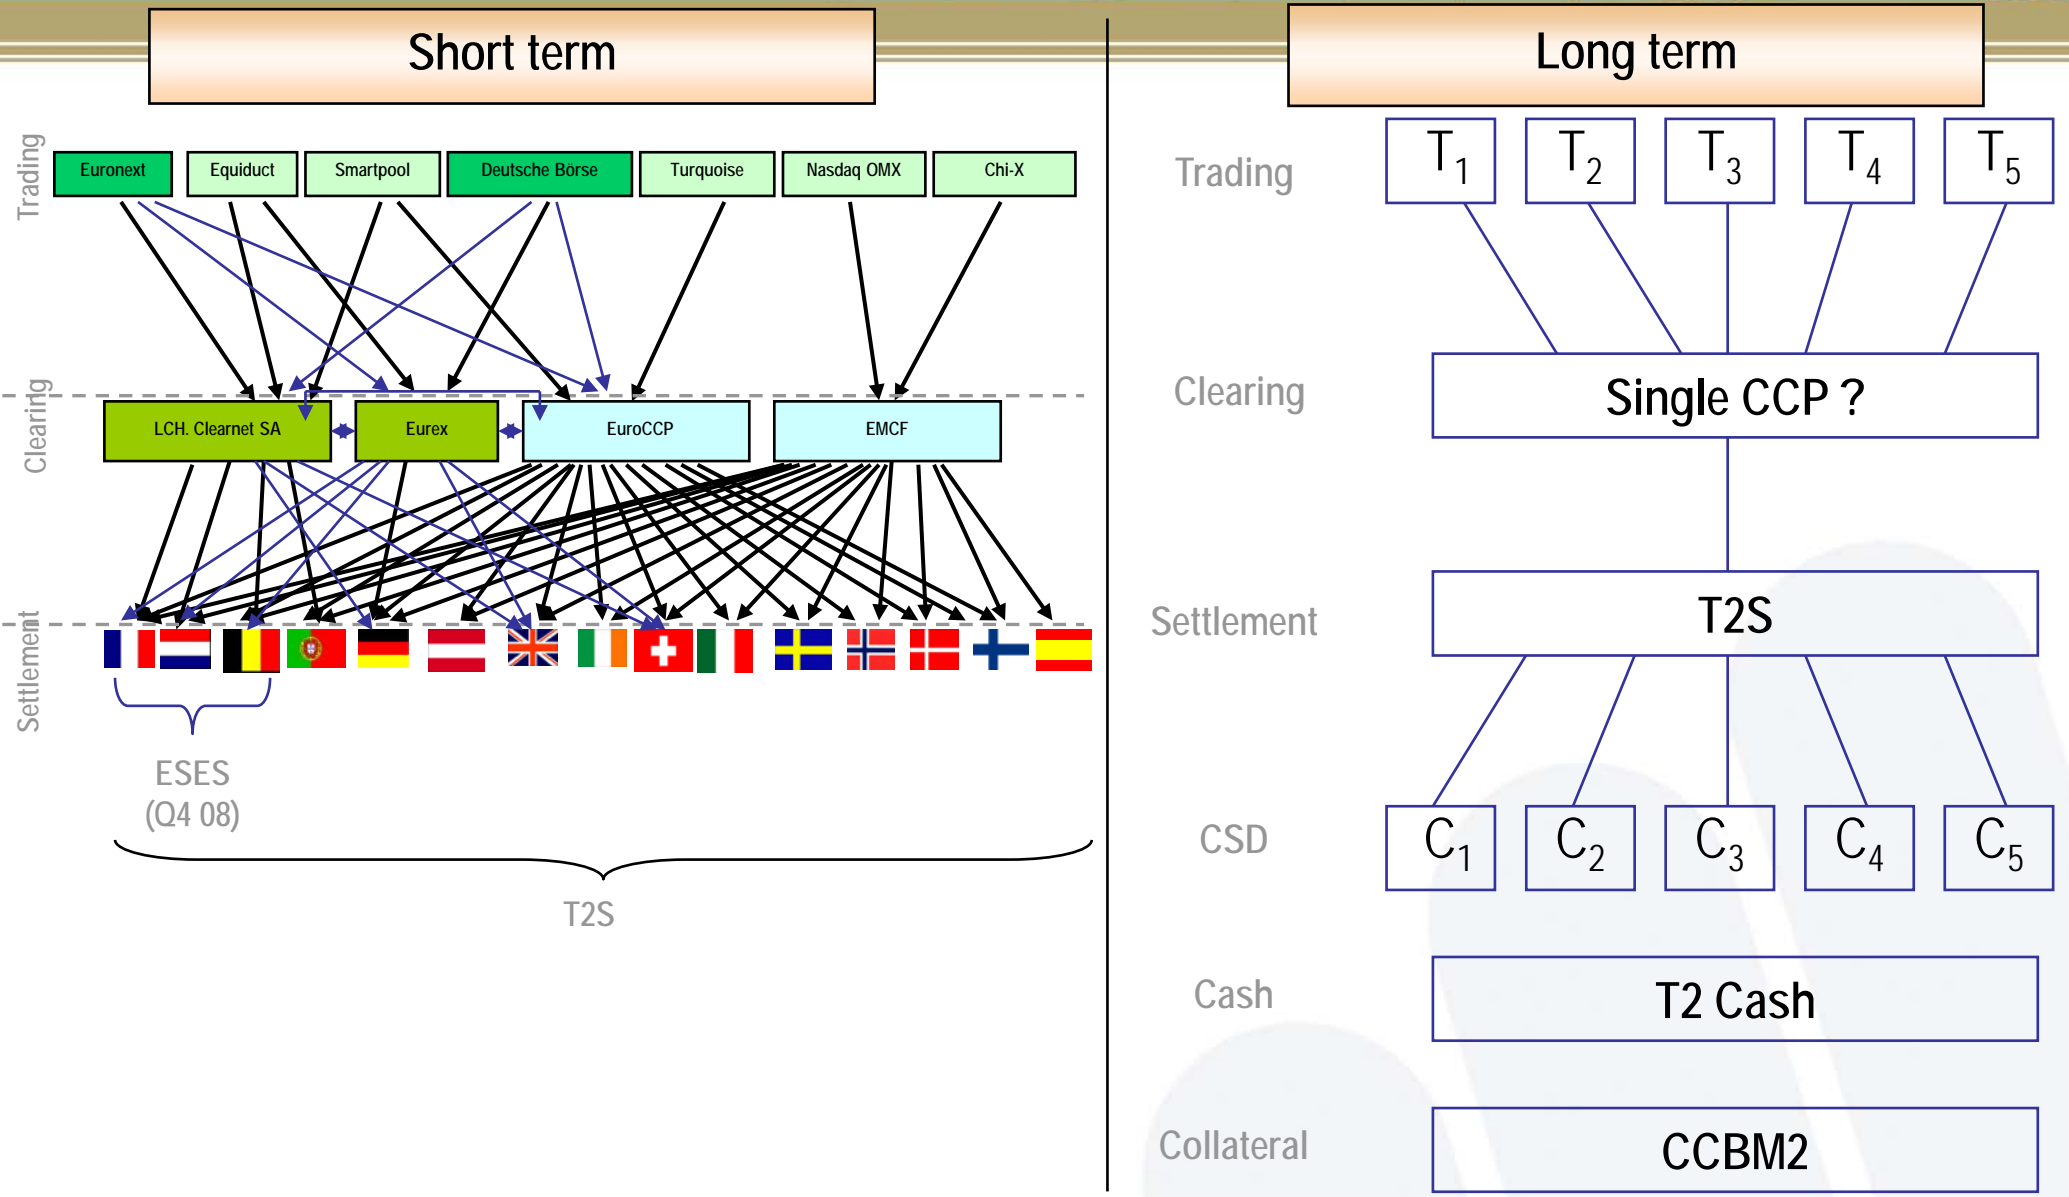 Short term
Trading
Euronext
Equiduct
Smartpool
Deutsche Börse
Turquoise
Nasdaq OMX
Chi-X
Clearing
LCH. Clearnet SA
Eurex
EuroCCP
EMCF
Settlement
ESES
(Q4 08)
T2S
Long term
Trading
T1
T2
T3
T4
T5
Clearing
Single CCP ?
Settlement
T2S
CSD
C1
C2
C3
C4
C5
Cash
T2 Cash
Collateral
CCBM2